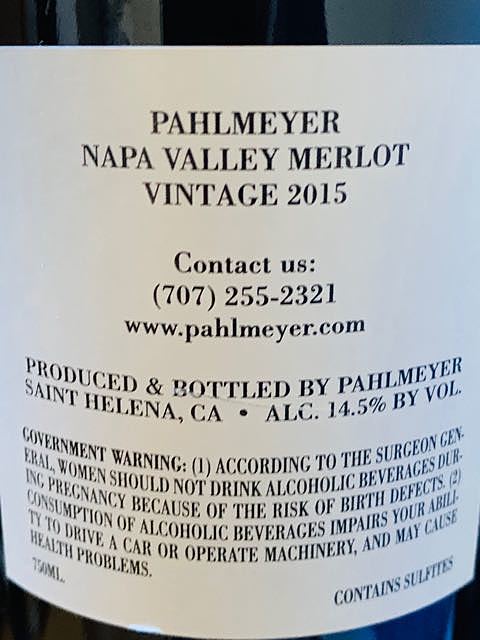 PAHLMEYER
NAPA VALLEY MERLOT
VINTAGE 2015
Contact us:
(707) 255-2321
www.pahlmeyer.com
PRODUCED & BOTTLED BY PAHLMEYER
SAINT HELENA, CA • ALC. 14.5% BY VOL.
GOVERNMENT WARNING: (1) ACCORDING TO THE SURGEON GEN-
ERAL, WOMEN SHOULD NOT DRINK ALCOHOLIC BEVERAGES DUR-
ING PREGNANCY BECAUSE OF THE RISK OF BIRTH DEFECTS. (2)
CONSUMPTION OF ALCOHOLIC BEVERAGES IMPAIRS YOUR ABILI-
TY TO DRIVE A CAR OR OPERATE MACHINERY, AND MAY CAUSE
HEALTH PROBLEMS.
750ML.
CONTAINS SULFITES